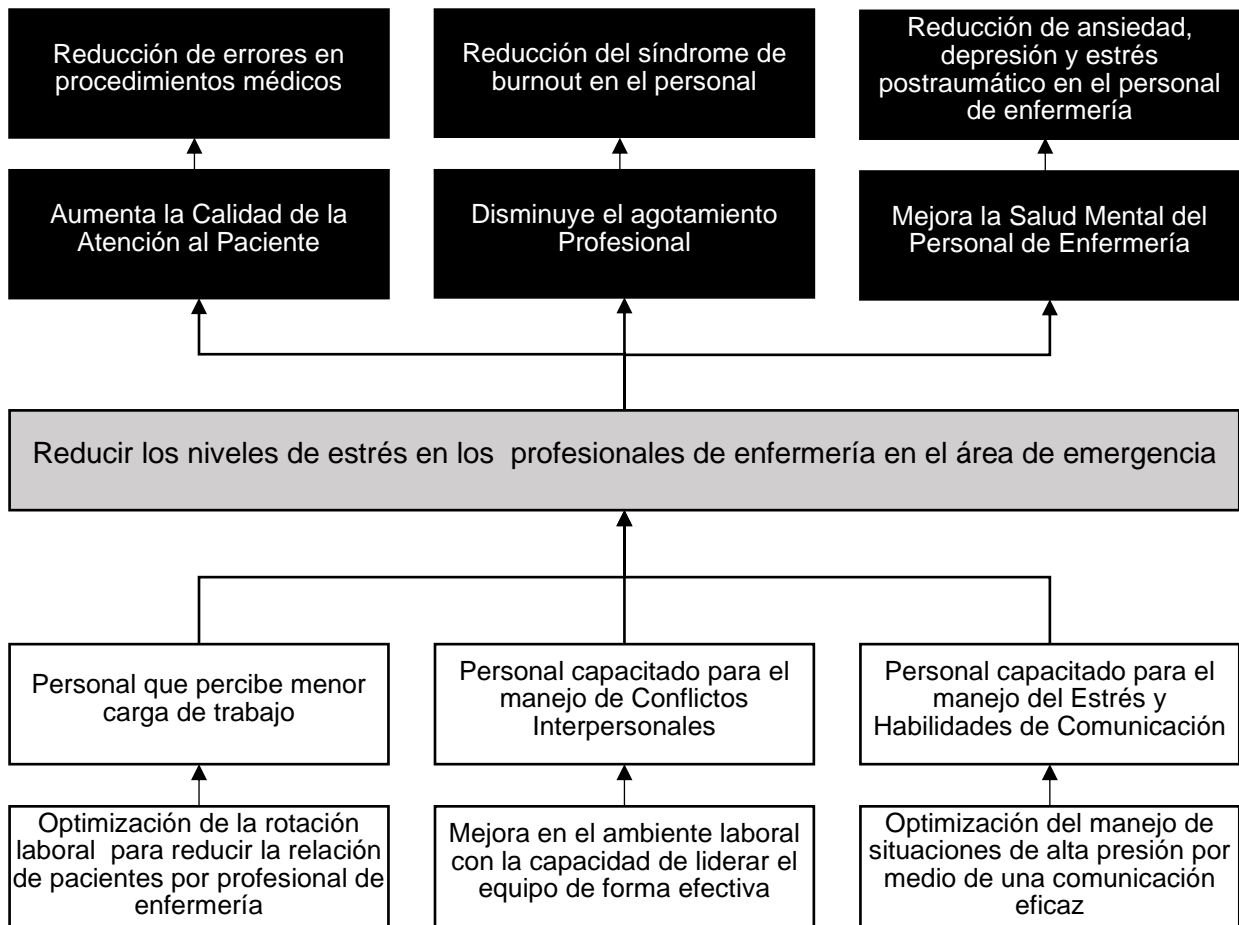 Reducción de errores en
procedimientos médicos
Reducción del síndrome de
burnout en el personal
Reducción de ansiedad,
depresión y estrés
postraumático en el personal
de enfermería
Aumenta la Calidad de la
Atención al Paciente
Disminuye el agotamiento
Profesional
Mejora la Salud Mental del
Personal de Enfermería
Reducir los niveles de estrés en los  profesionales de enfermería en el área de emergencia
Personal que percibe menor
carga de trabajo
Personal capacitado para el
manejo de Conflictos
Interpersonales
Personal capacitado para el
manejo del Estrés y
Habilidades de Comunicación
Optimización de la rotación
laboral  para reducir la relación
de pacientes por profesional de
enfermería
Mejora en el ambiente laboral
con la capacidad de liderar el
equipo de forma efectiva
Optimización del manejo de
situaciones de alta presión por
medio de una comunicación
eficaz